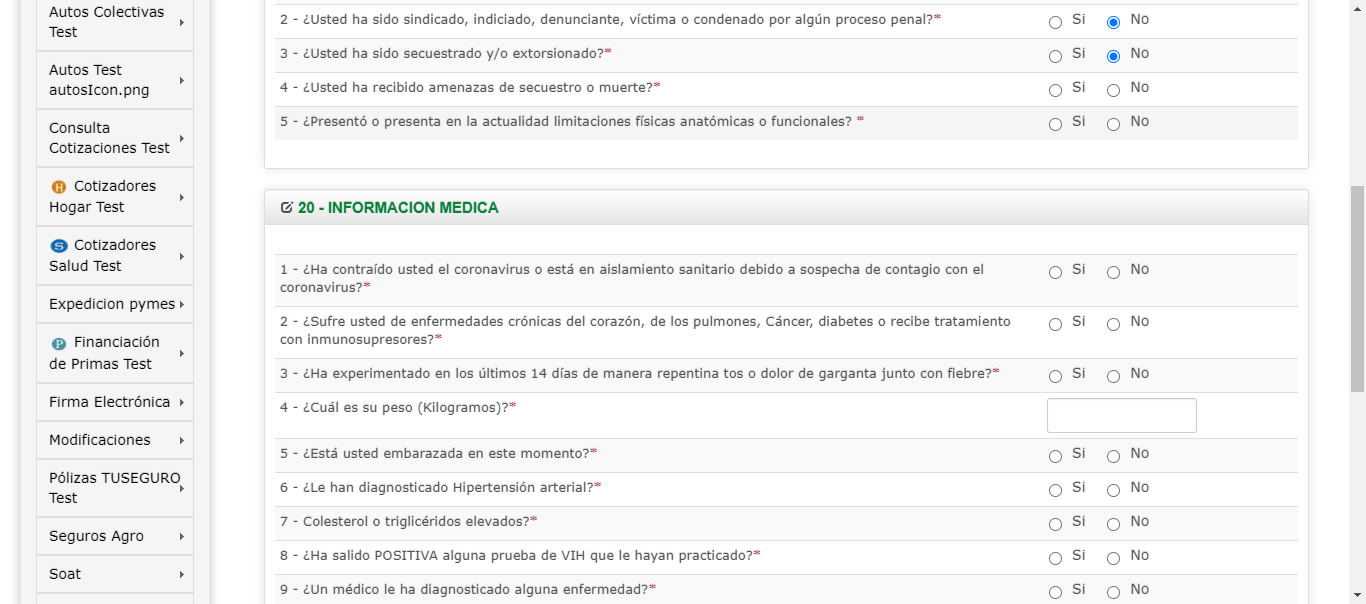 Autos Colectivas
Test
Autos Test
autosIcon.png
Consulta
Cotizaciones Test
H Cotizadores
Hogar Test
S Cotizadores
Salud Test
Expedicion pymes
P Financiación
de Primas Test
Firma Electrónica
Modificaciones
Pólizas TUSEGURO
Test
Seguros Agro
Soat
2 - ¿Usted ha sido sindicado, indiciado, denunciante, víctima o condenado por algún proceso penal?* Si No
3 - ¿Usted ha sido secuestrado y/o extorsionado?* Si No
4 - ¿Usted ha recibido amenazas de secuestro o muerte?* Si No
5 - ¿Presentó o presenta en la actualidad limitaciones físicas anatómicas o funcionales? * Si No
20 - INFORMACION MEDICA
1 - ¿Ha contraído usted el coronavirus o está en aislamiento sanitario debido a sospecha de contagio con el Si No
coronavirus?*
2 - ¿Sufre usted de enfermedades crónicas del corazón, de los pulmones, Cáncer, diabetes o recibe tratamiento Si No
con inmunosupresores?*
3 - ¿Ha experimentado en los últimos 14 días de manera repentina tos o dolor de garganta junto con fiebre?* Si No
4 - ¿Cuál es su peso (Kilogramos)?*
5 - ¿Está usted embarazada en este momento?* Si No
6 - ¿Le han diagnosticado Hipertensión arterial?* Si No
7 - Colesterol o triglicéridos elevados?* Si No
8 - ¿Ha salido POSITIVA alguna prueba de VIH que le hayan practicado?* Si No
9 - ¿Un médico le ha diagnosticado alguna enfermedad?* Si No